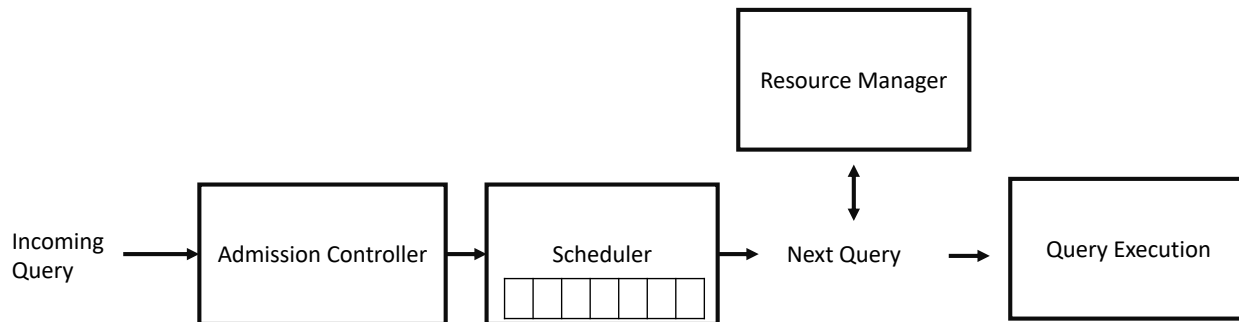 Resource Manager
Incoming
Query
Admission Controller
Scheduler
Next Query
Query Execution